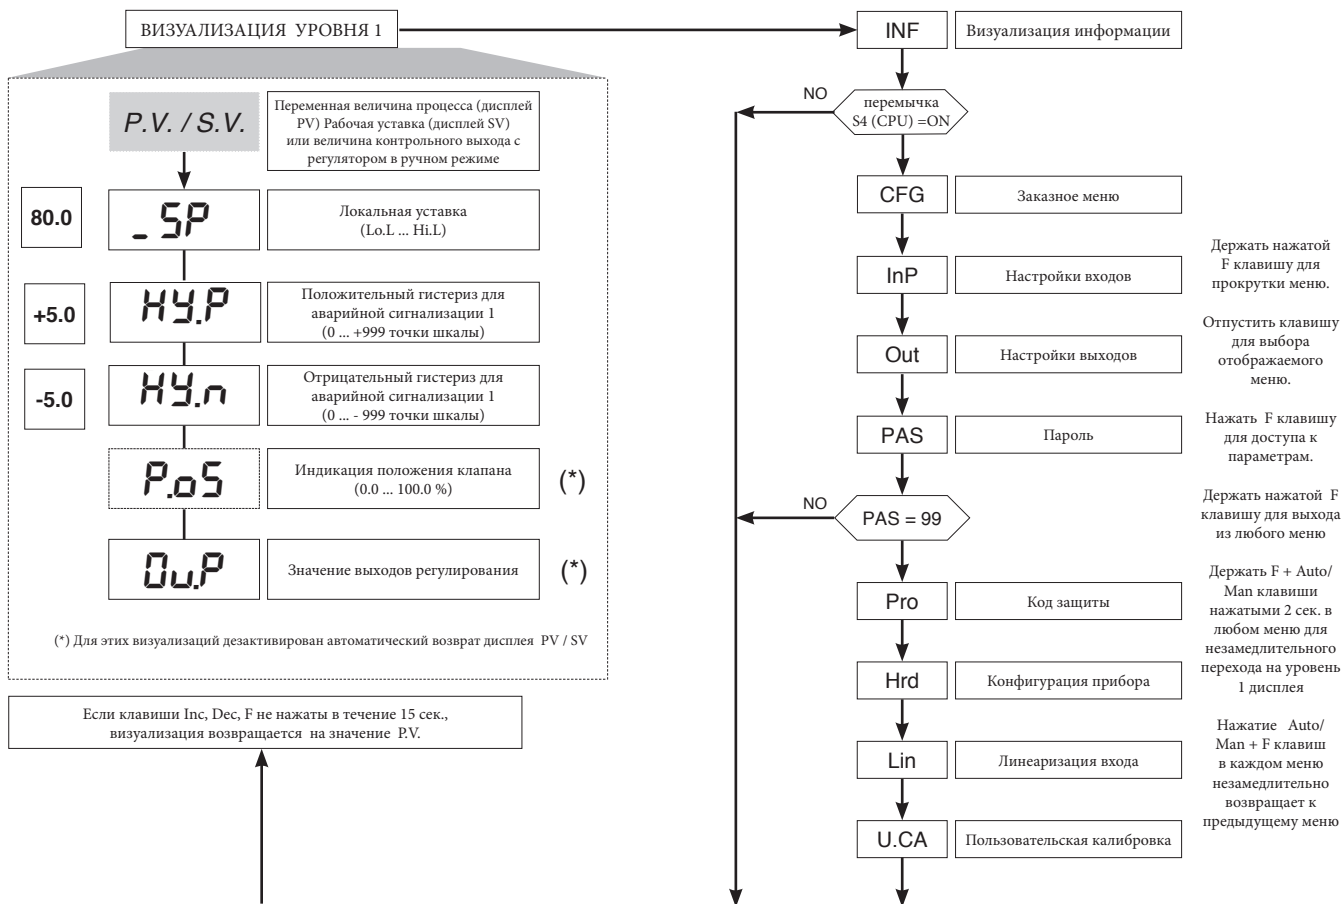 ВИЗУАЛИЗАЦИЯ УРОВНЯ 1
P.V. / S.V.
Переменная величина процесса (дисплей
PV) Рабочая уставка (дисплей SV)
или величина контрольного выхода с
регулятором в ручном режиме
80.0
_ SP
Локальная уставка
(Lo.L ... Hi.L)
+5.0
HY.P
Положительный гистериз для
аварийной сигнализации 1
(0 ... +999 точки шкалы)
-5.0
HY.n
Отрицательный гистериз для
аварийной сигнализации 1
(0 ... - 999 точки шкалы)
P.oS
Индикация положения клапана
(0.0 ... 100.0 %)
(*)
Ou.P
Значение выходов регулирования
(*)
(*) Для этих визуализаций дезактивирован автоматический возврат дисплея PV / SV
Если клавиши Inc, Dec, F не нажаты в течение 15 сек.,
визуализация возвращается на значение P.V.
INF
Визуализация информации
NO
перемычка
S4 (CPU) =ON
CFG
Заказное меню
InP
Настройки входов
Out
Настройки выходов
PAS
Пароль
NO
PAS = 99
Pro
Код защиты
Hrd
Конфигурация прибора
Lin
Линеаризация входа
U.CA
Пользовательская калибровка
Держать нажатой
F клавишу для
прокрутки меню.
Отпустить клавишу
для выбора
отображаемого
меню.
Нажать F клавишу
для доступа к
параметрам.
Держать нажатой F
клавишу для выхода
из любого меню
Держать F + Auto/
Man клавиши
нажатыми 2 сек. в
любом меню для
незамедлительного
перехода на уровень
1 дисплея
Нажатие Auto/
Man + F клавиш
в каждом меню
незамедлительно
возвращает к
предыдущему меню